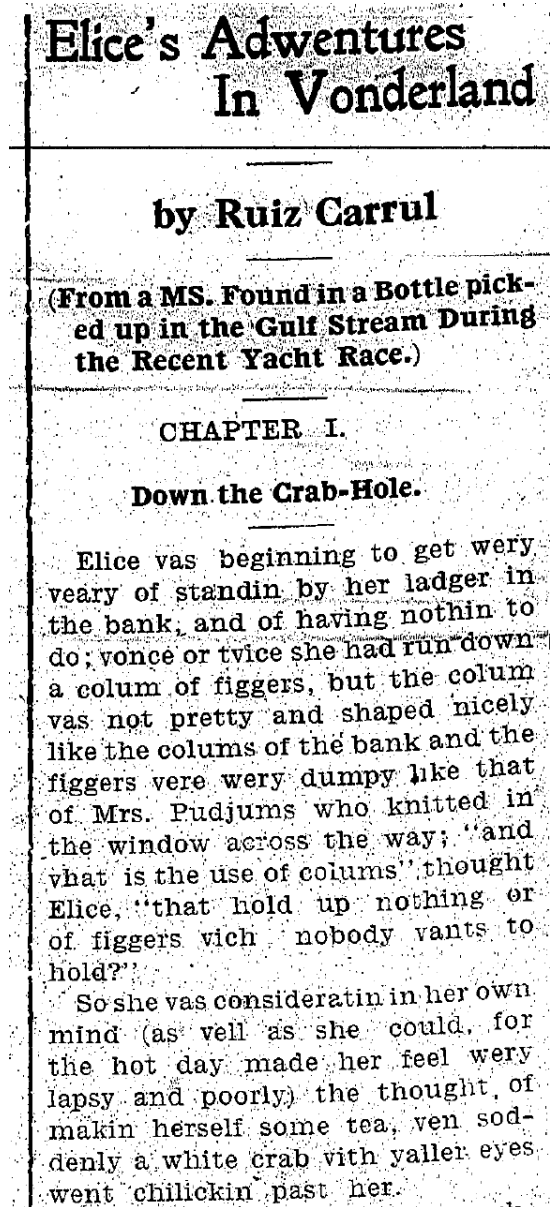 Elice's Adwentures
In Vonderland
by Ruiz Carrul
(From a MS. Found in a Bottle pick-
ed up in the Gulf Stream During
the Recent Yacht Race.)
CHAPTER I.
Down the Crab-Hole.
Elice vas beginning to get wery
veary of standin by her ladger in
the bank, and of having nothin to
do; vonce or tvice she had run down
a colum of figgers, but the colum
vas not pretty and shaped nicely
like the colums of the bank and the
figgers vere wery dumpy like that
of Mrs. Pudjums who knitted in
the window across the way; "and
vhat is the use of colums" thought
Elice, "that hold up nothing or
of figgers vich nobody vants to
hold?"
So she vas consideratin in her own
mind (as vell as she could, for
the hot day made her feel wery
lapsy and poorly) the thought of
makin herself some tea, ven sod-
denly a white crab vith yaller eyes
went chilickin past her.